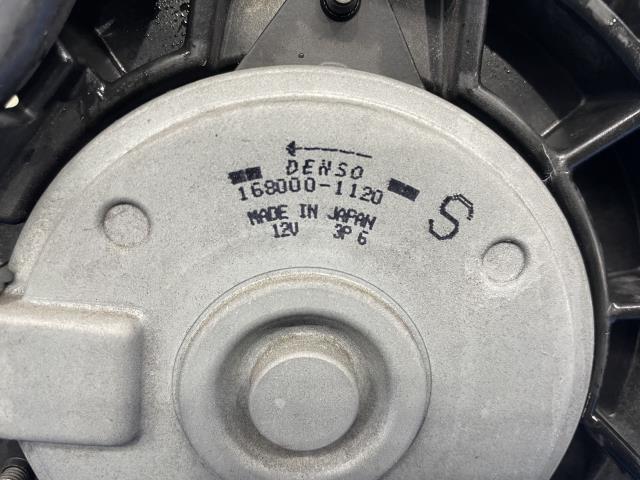 DENSO
168000-1120
MADE IN JAPAN
12V 3P 6
S